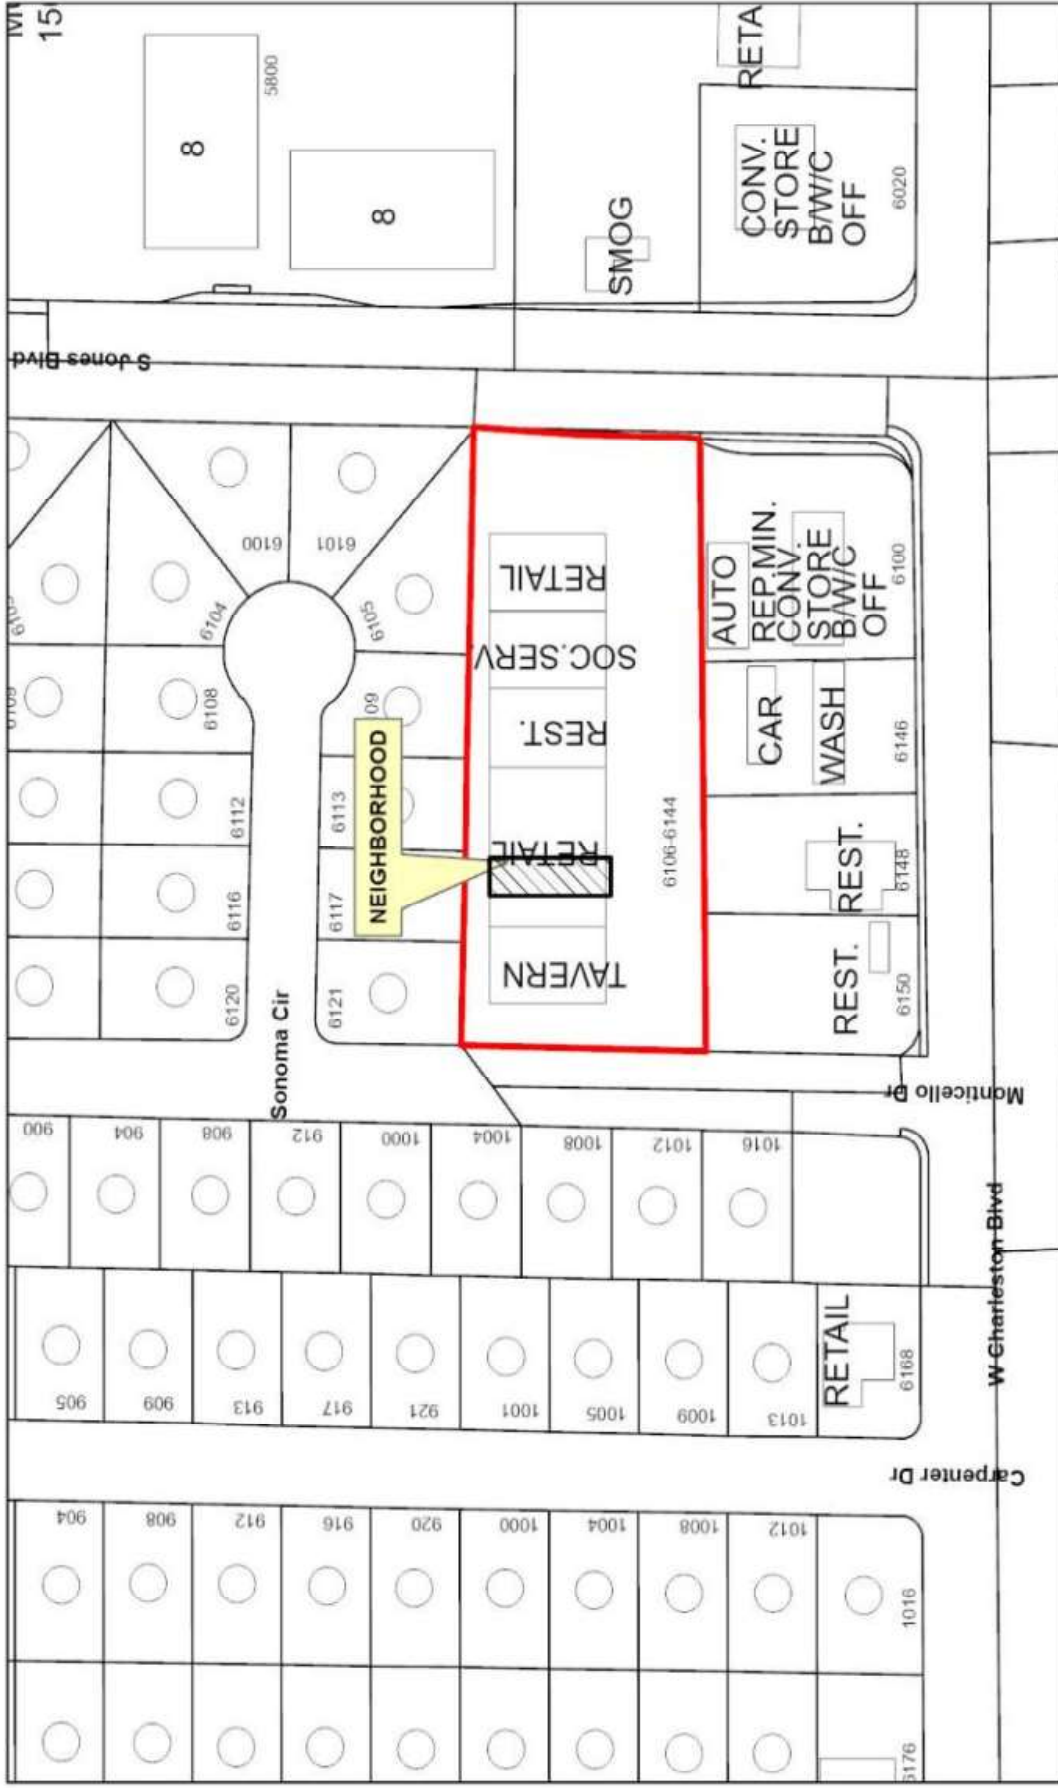 15
5800
8
8
SMOG
RETA
CONV.
STORE
B/W/C
OFF
6020
S Jones Blvd
6100
6101
6104
6105
6108
09
6112
6113
6116
6117
6120
6121
Sonoma Cir
NEIGHBORHOOD
RETAIL
SOC.SERV.
REST.
RETAIL
TAVERN
6106-6144
AUTO
REP.MIN.
CONV.
STORE
B/W/C
OFF
6100
CAR
WASH
6146
REST.
6148
REST.
6150
Monticello Dr
900
904
908
912
1000
1004
1008
1012
1016
W Charleston Blvd
905
909
913
917
921
1001
1005
1009
1013
RETAIL
6168
Carpenter Dr
904
908
912
916
920
1000
1004
1008
1012
1016